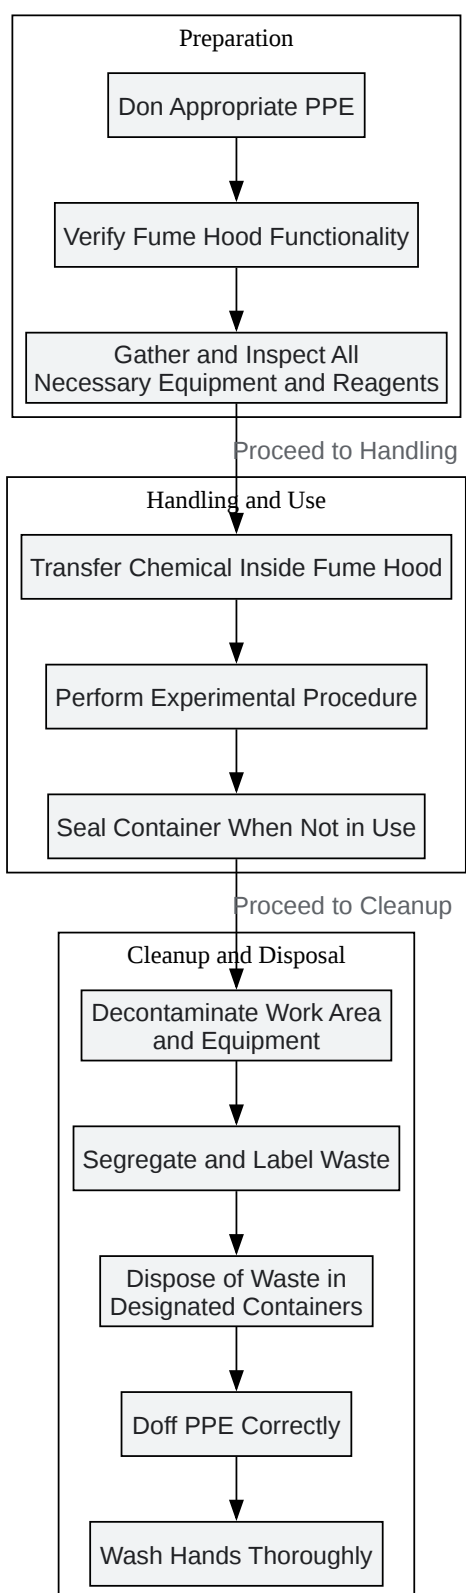 Preparation
Don Appropriate PPE
Verify Fume Hood Functionality
Gather and Inspect All
Necessary Equipment and Reagents
Proceed to Handling
Handling and Use
Transfer Chemical Inside Fume Hood
Perform Experimental Procedure
Seal Container When Not in Use
Proceed to Cleanup
Cleanup and Disposal
Decontaminate Work Area
and Equipment
Segregate and Label Waste
Dispose of Waste in
Designated Containers
Doff PPE Correctly
Wash Hands Thoroughly